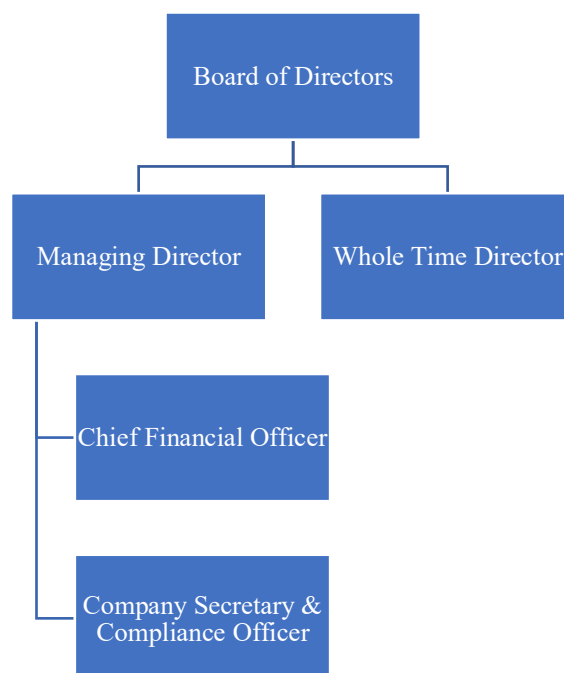 Board of Directors
Managing Director
Whole Time Director
Chief Financial Officer
Company Secretary &
Compliance Officer